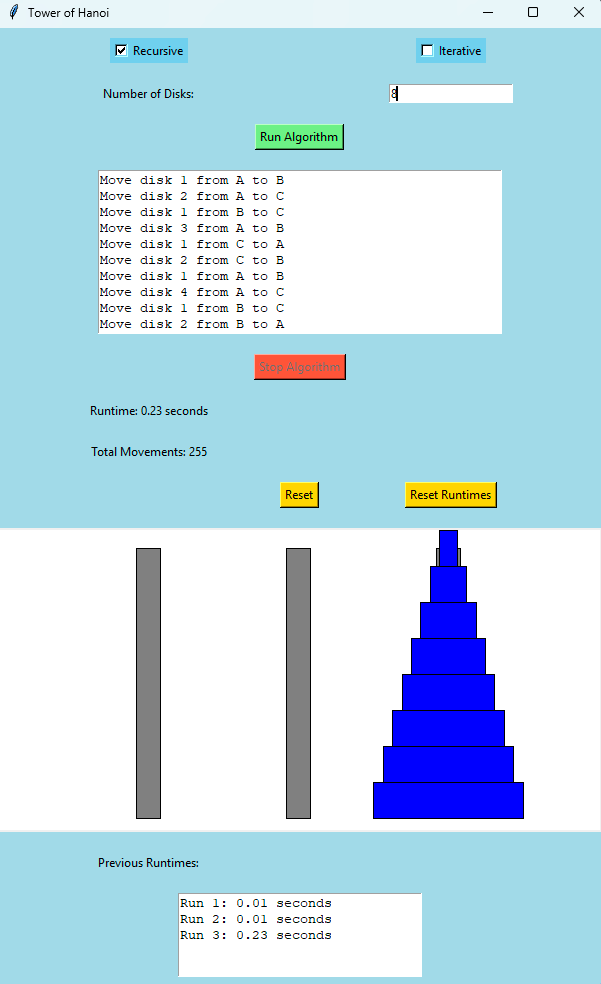 Tower of Hanoi
Recursive
Iterative
Number of Disks:
8
Run Algorithm
Move disk 1 from A to B
Move disk 2 from A to C
Move disk 1 from B to C
Move disk 3 from A to B
Move disk 1 from C to A
Move disk 2 from C to B
Move disk 1 from A to B
Move disk 4 from A to C
Move disk 1 from B to C
Move disk 2 from B to A
Stop Algorithm
Runtime: 0.23 seconds
Total Movements: 255
Reset
Reset Runtimes
Previous Runtimes:
Run 1: 0.01 seconds
Run 2: 0.01 seconds
Run 3: 0.23 seconds